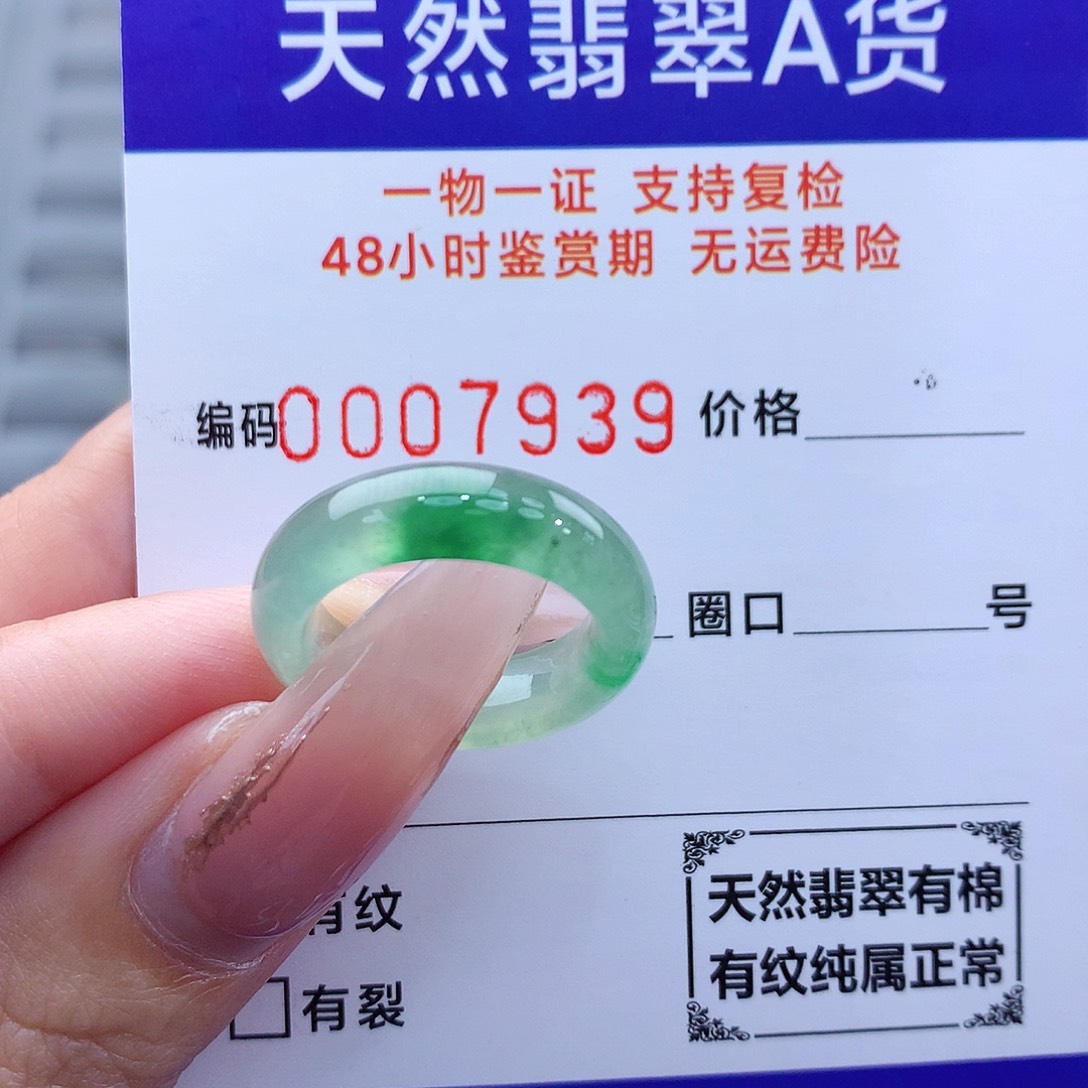 天然翡翠A货
一物一证 支持复检
48小时鉴赏期 无运费险
编码0007939 价格
圈口 号
有纹
有裂
天然翡翠有棉
有纹纯属正常